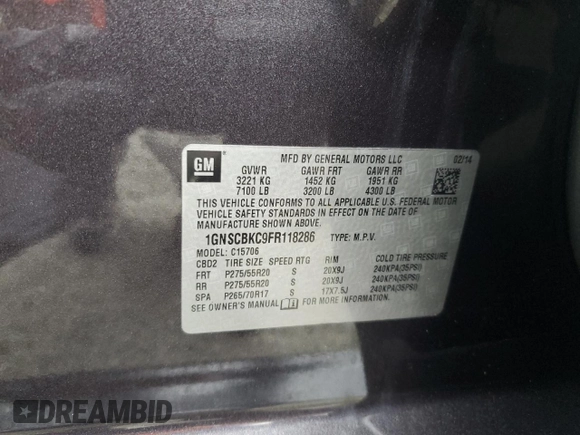 GM
MFD BY GENERAL MOTORS LLC 02/14
GVWR GAWR FRT GAWR RR
3221 KG 1452 KG 1951 KG
7100 LB 3200 LB 4300 LB
THIS VEHICLE CONFORMS TO ALL APPLICABLE U.S. FEDERAL MOTOR
VEHICLE SAFETY STANDARDS IN EFFECT ON THE DATE OF
MANUFACTURE SHOWN ABOVE.
1GNSCBKC9FR118286 TYPE: M.P.V.
MODEL: C15706
CBD2 TIRE SIZE SPEED RTG RIM COLD TIRE PRESSURE
FRT P275/55R20 S 20X9J 240KPA(35PSI)
RR P275/55R20 S 20X9J 240KPA(35PSI)
SPA P265/70R17 S 17X7.5J 240KPA(35PSI)
SEE OWNER'S MANUAL FOR MORE INFORMATION
DREAMBID